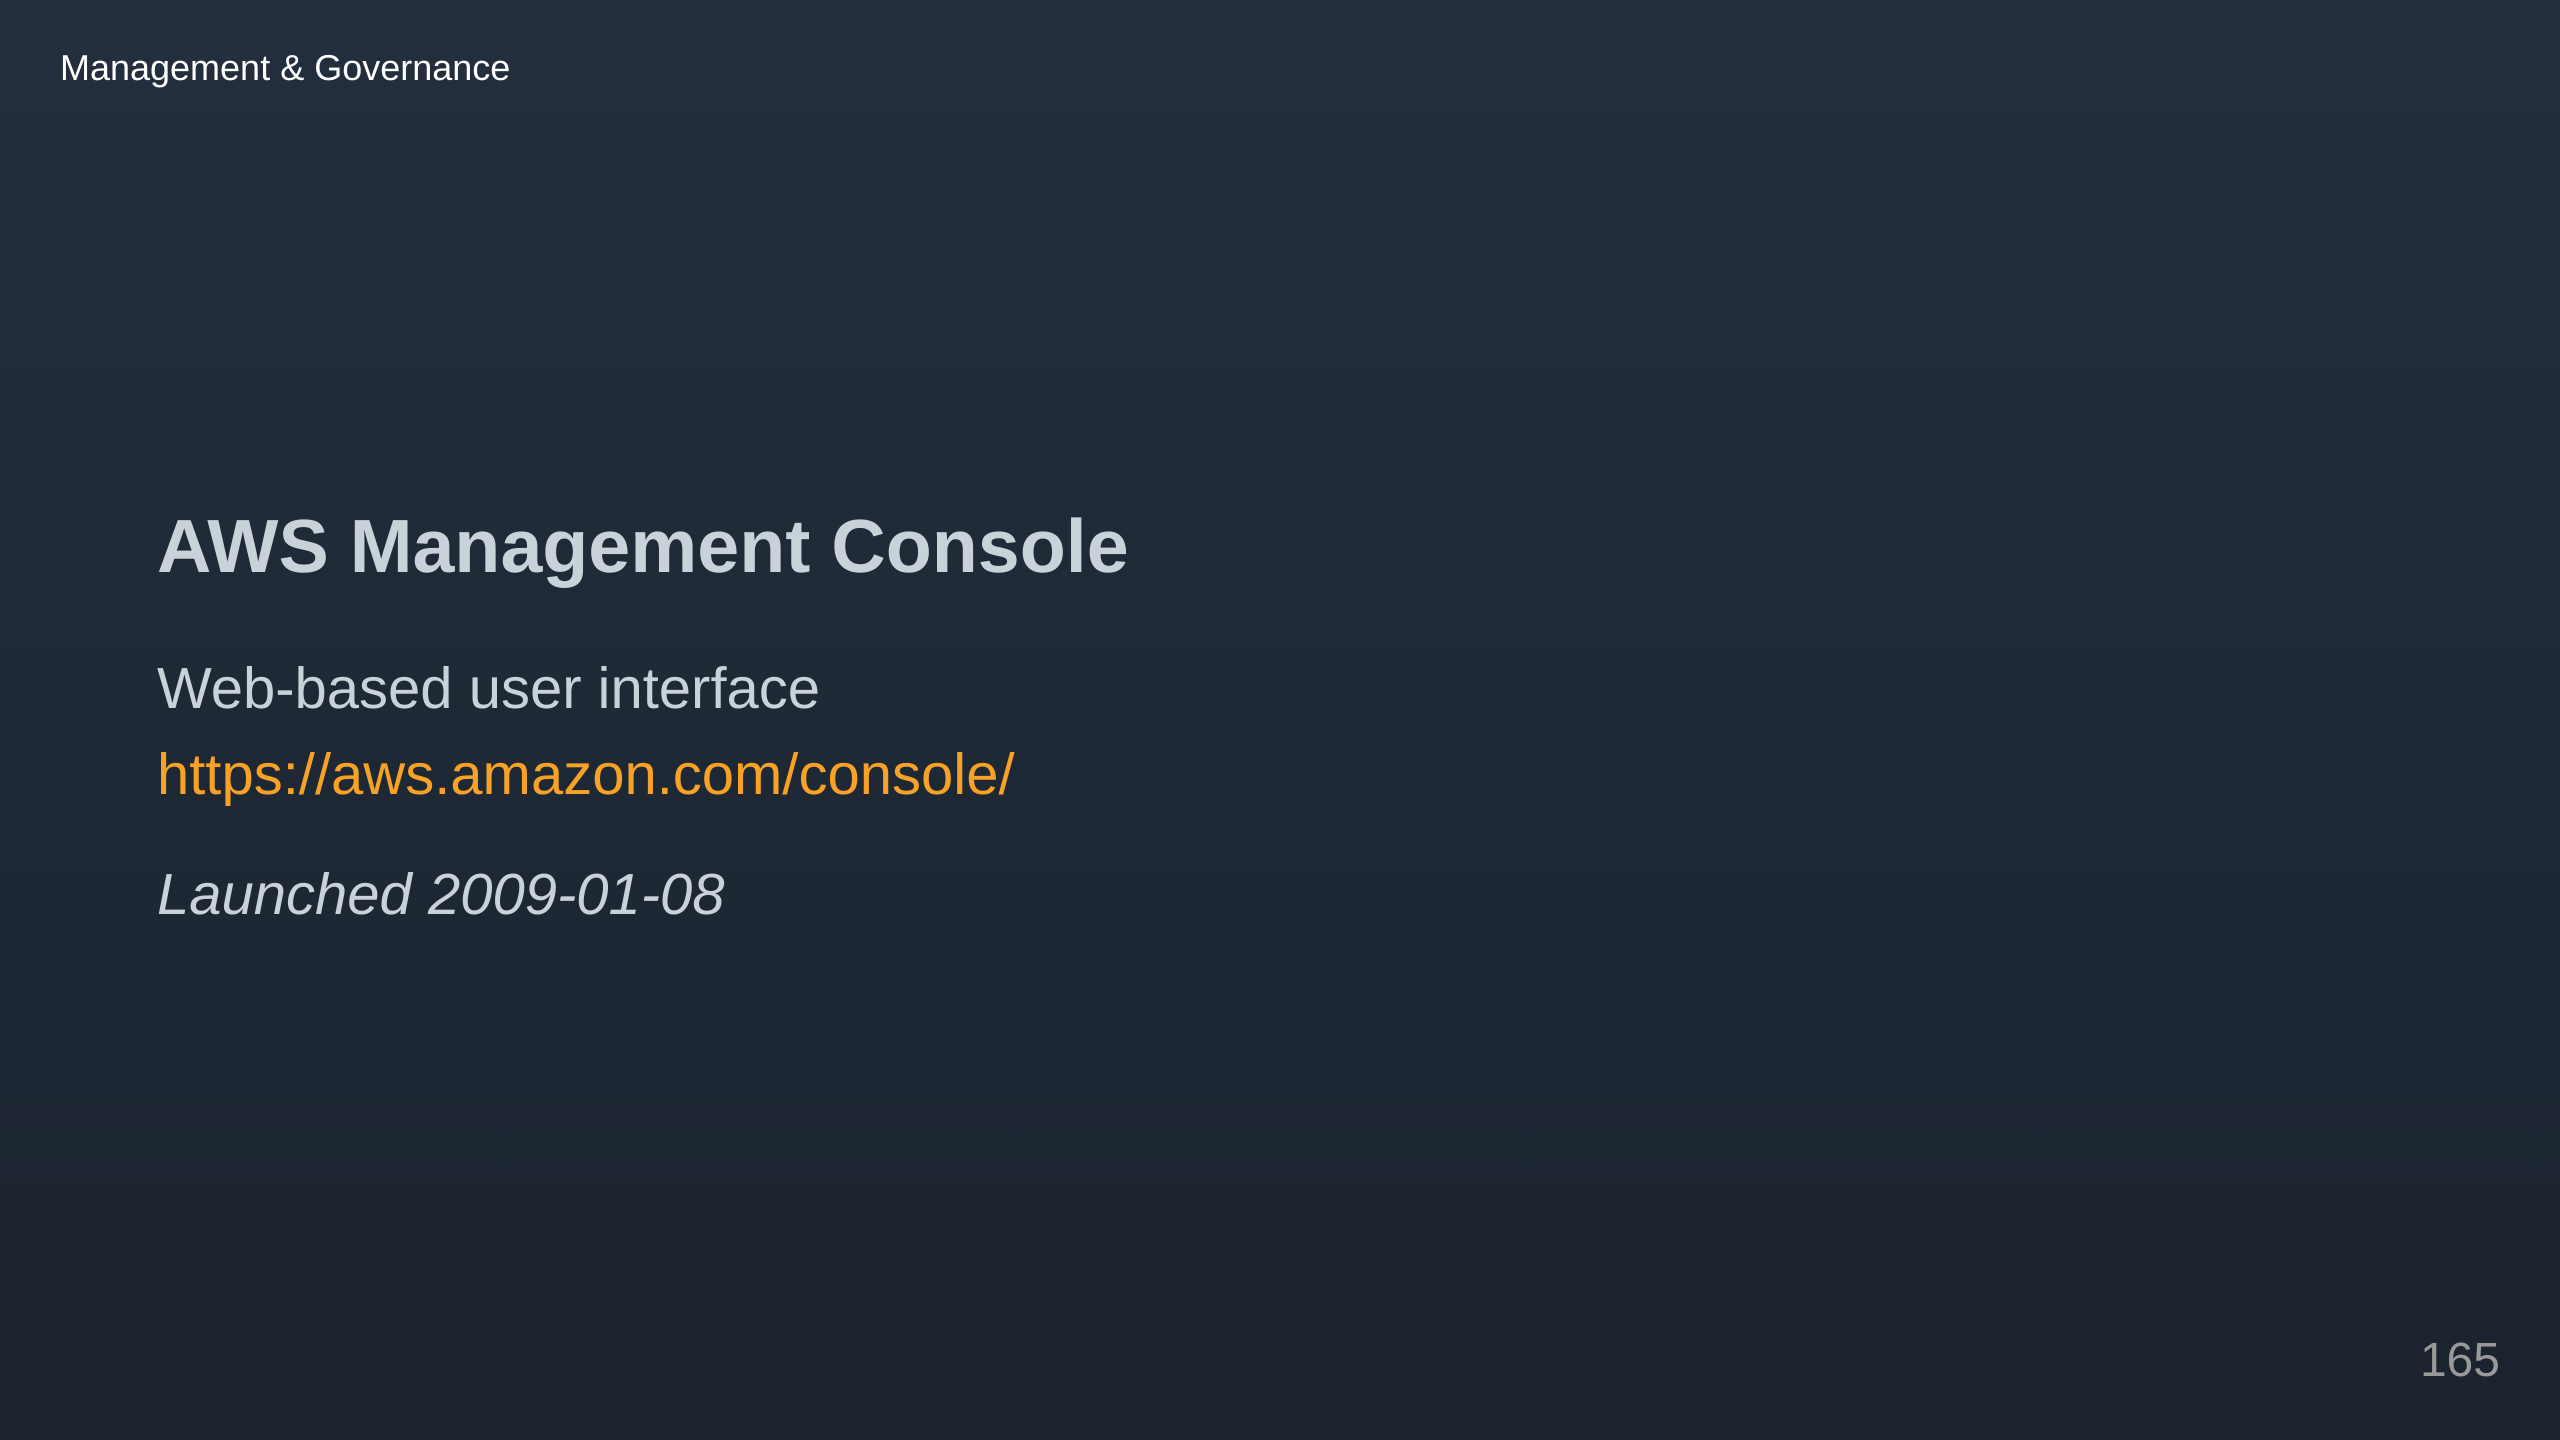 Management & Governance
AWS Management Console
Web-based user interface
https://aws.amazon.com/console/
Launched 2009-01-08
165